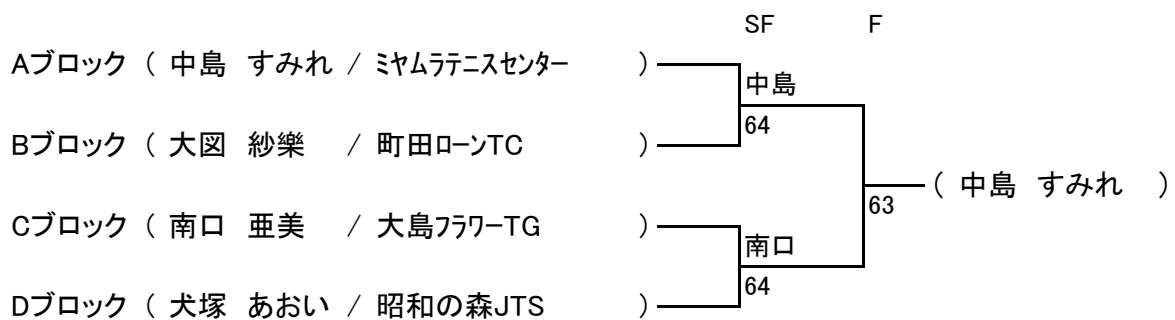 SF F
Aブロック ( 中島 すみれ / ミヤムラテニスセンター )
中島
64
Bブロック ( 大図 紗樂 / 町田ローンTC )
( 中島 すみれ )
63
Cブロック ( 南口 亜美 / 大島フラワーTG )
南口
64
Dブロック ( 犬塚 あおい / 昭和の森JTS )